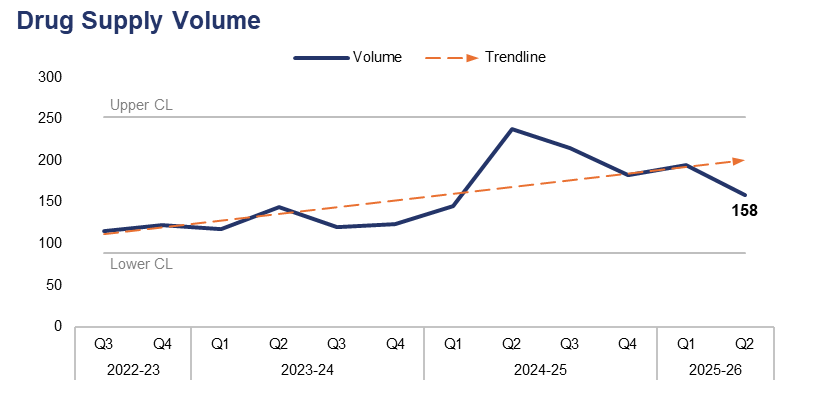 Drug Supply Volume
Volume Trendline
300
Upper CL
250
200
150
158
100
Lower CL
50
0
Q3 Q4 Q1 Q2 Q3 Q4 Q1 Q2 Q3 Q4 Q1 Q2
2022-23 2023-24 2024-25 2025-26